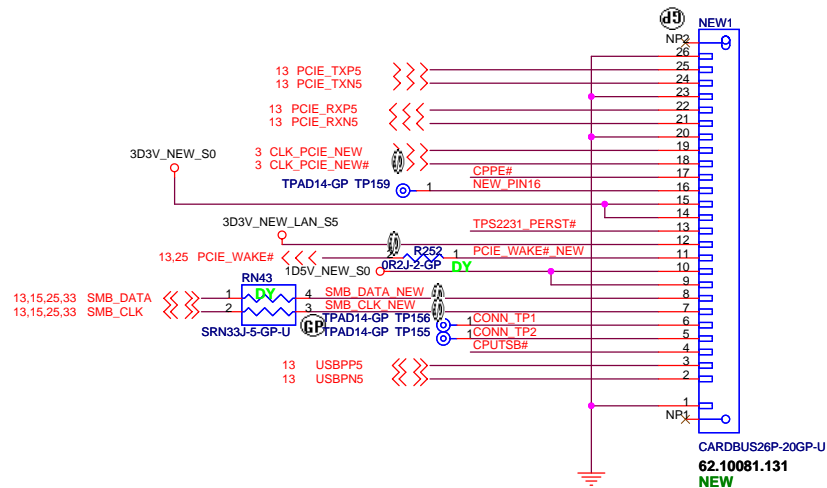 GP
NEW1
NP2
26
13 PCIE_TXP5
25
13 PCIE_TXN5
24
23
13 PCIE_RXP5
22
13 PCIE_RXN5
21
20
3D3V_NEW_S0
3 CLK_PCIE_NEW
19
3 CLK_PCIE_NEW#
18
CPPE#
17
TPAD14-GP TP159
1
NEW_PIN16
16
15
14
3D3V_NEW_LAN_S5
TPS2231_PERST#
13
12
13,25 PCIE_WAKE#
2
R252
1
PCIE_WAKE#_NEW
11
0R2J-2-GP
DY
1D5V_NEW_S0
10
RN43
9
13,15,25,33 SMB_DATA
1
DY
4
SMB_DATA_NEW
8
13,15,25,33 SMB_CLK
2
3
SMB_CLK_NEW
7
SRN33J-5-GP-U
GP
TPAD14-GP TP156
1
CONN_TP1
6
TPAD14-GP TP155
1
CONN_TP2
5
CPUTSB#
4
13 USBPP5
3
13 USBPN5
2
1
NP1
CARDBUS26P-20GP-U
62.10081.131
NEW